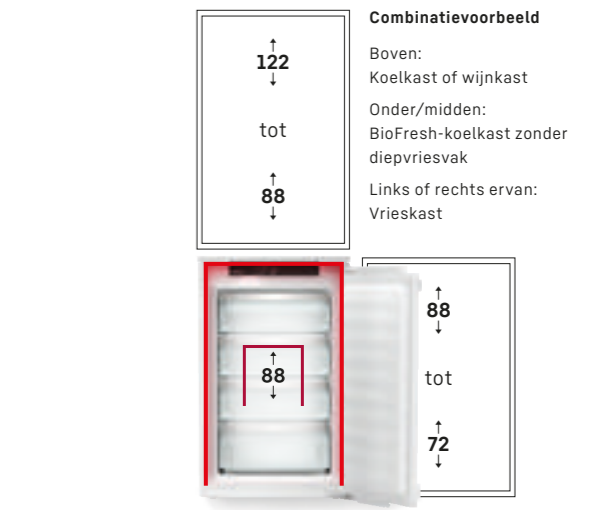 Combinatievoorbeeld
Boven:
Koelkast of wijnkast
Onder/midden:
BioFresh-koelkast zonder
diepvriesvak
Links of rechts ervan:
Vrieskast
↑
122
↓
tot
↑
88
↓
↑
88
↓
↑
88
↓
tot
↑
72
↓